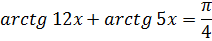 arctg 12x + arctg 5x = π/4